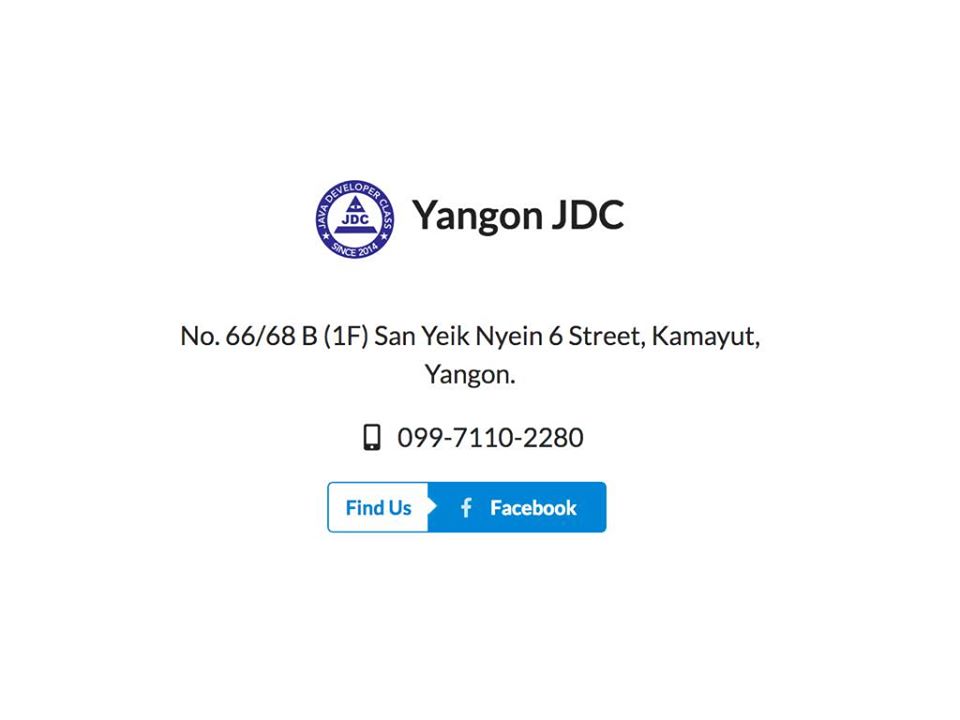 JAVA DEVELOPER CLASS
JDC
SINCE 2014
Yangon JDC
No. 66/68 B (1F) San Yeik Nyein 6 Street, Kamayut,
Yangon.
099-7110-2280
Find Us
Facebook